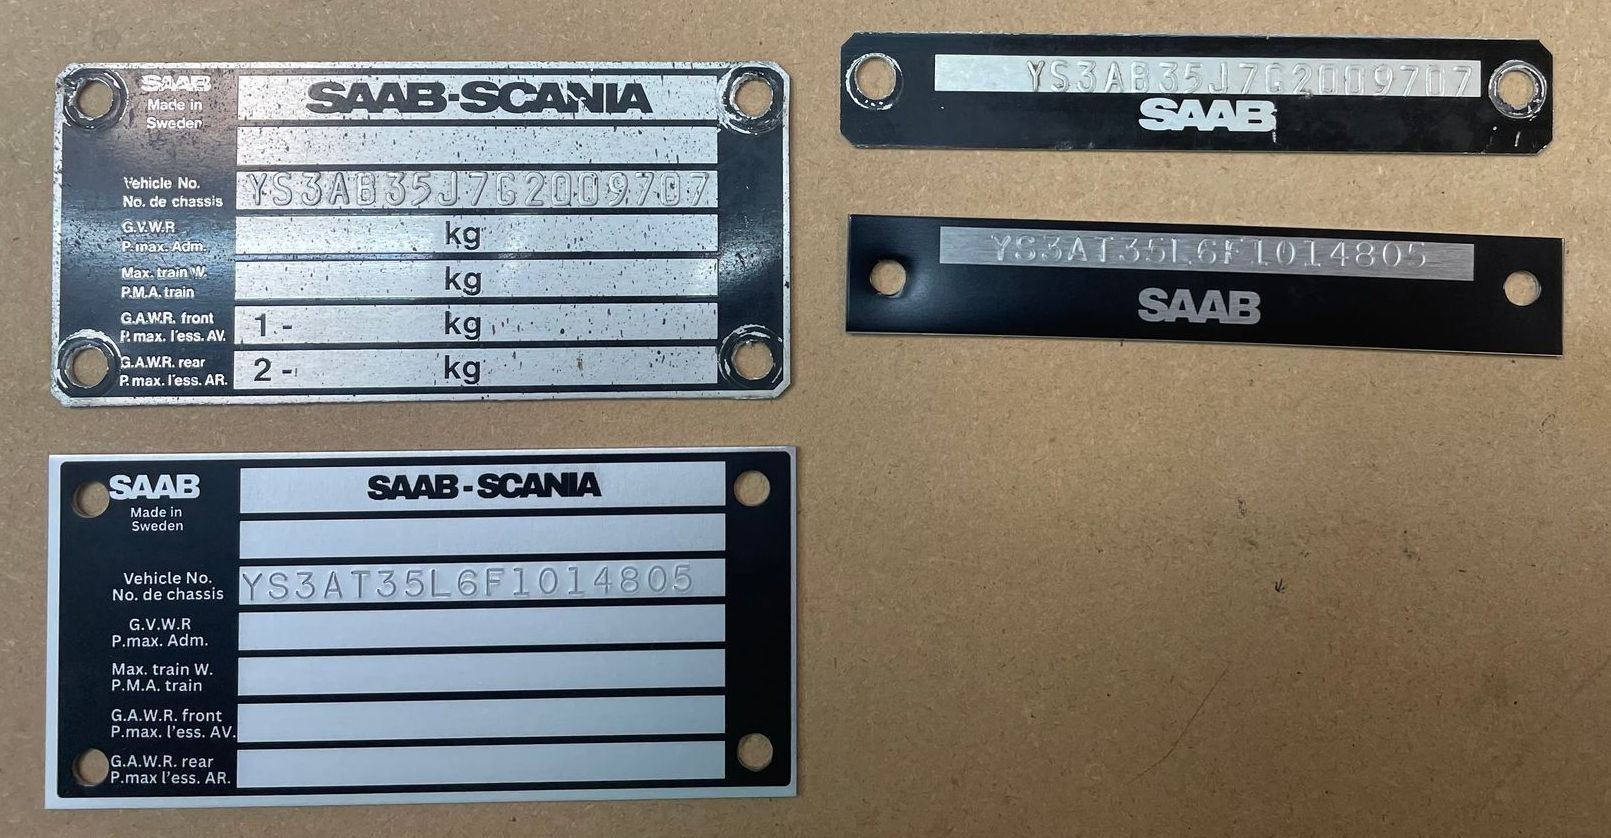 SAAB
Made in
Sweden
SAAB-SCANIA
Vehicle No.
No. de chassis
YS3AB35J7G2009707
G.V.W.R
P.max. Adm.
kg
Max. train W.
P.M.A. train
kg
G.A.W.R. front
P.max. l'ess. AV.
1 - kg
G.A.W.R. rear
P.max. l'ess. AR.
2 - kg
YS3AB35J7G2009707
SAAB
YS3AT35L6F1014805
SAAB
SAAB
Made in
Sweden
SAAB - SCANIA
Vehicle No.
No. de chassis
YS3AT35L6F1014805
G.V.W.R
P.max. Adm.
Max. train W.
P.M.A. train
G.A.W.R. front
P.max. l'ess. AV.
G.A.W.R. rear
P.max l'ess. AR.